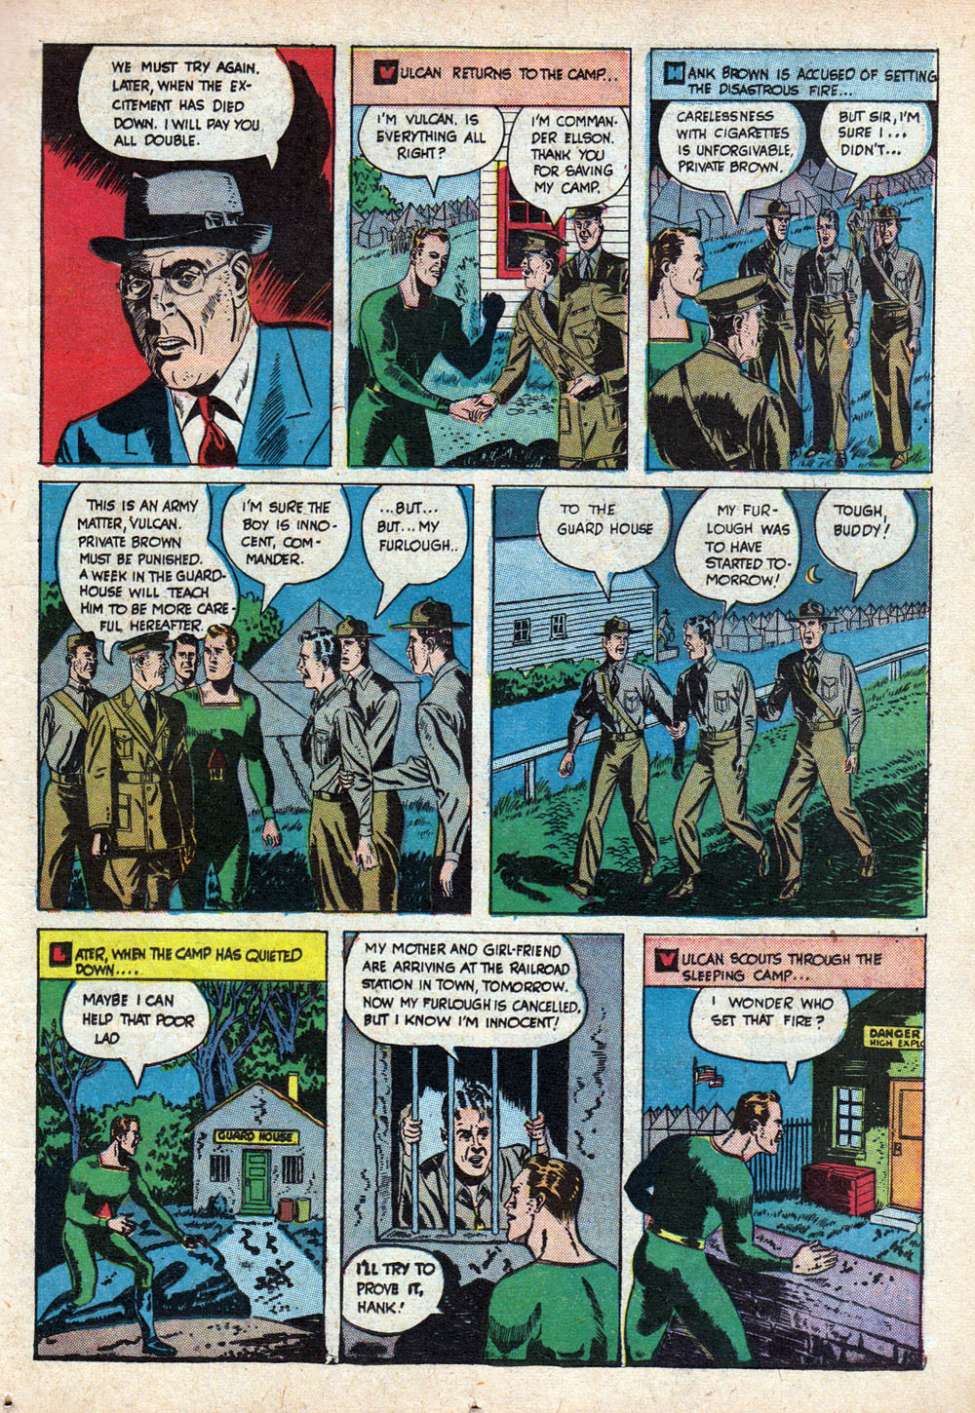 WE MUST TRY AGAIN.
LATER, WHEN THE EX-
CITEMENT HAS DIED
DOWN. I WILL PAY YOU
ALL DOUBLE.
VULCAN RETURNS TO THE CAMP...
I'M VULCAN. IS
EVERYTHING ALL
RIGHT?
I'M COMMAN-
DER ELLSON.
THANK YOU
FOR SAVING
MY CAMP.
HANK BROWN IS ACCUSED OF SETTING
THE DISASTROUS FIRE...
CARELESSNESS
WITH CIGARETTES
IS UNFORGIVABLE,
PRIVATE BROWN.
BUT SIR, I'M
SURE I...
DIDN'T...
THIS IS AN ARMY
MATTER, VULCAN.
PRIVATE BROWN
MUST BE PUNISHED.
A WEEK IN THE GUARD-
HOUSE WILL TEACH
HIM TO BE MORE CARE-
FUL HEREAFTER.
I'M SURE THE
BOY IS INNO-
CENT, COM-
MANDER.
...BUT...
BUT... MY
FURLOUGH..
TO THE
GUARD HOUSE
MY FUR-
LOUGH WAS
TO HAVE
STARTED TO-
MORROW!
TOUGH,
BUDDY!
LATER, WHEN THE CAMP HAS QUIETED
DOWN....
MAYBE I CAN
HELP THAT POOR
LAD
GUARD HOUSE
MY MOTHER AND GIRL-FRIEND
ARE ARRIVING AT THE RAILROAD
STATION IN TOWN, TOMORROW.
NOW MY FURLOUGH IS CANCELLED,
BUT I KNOW I'M INNOCENT!
I'LL TRY TO
PROVE IT,
HANK!
VULCAN SCOUTS THROUGH THE
SLEEPING CAMP...
I WONDER WHO
SET THAT FIRE?
DANGER
HIGH EXPLO